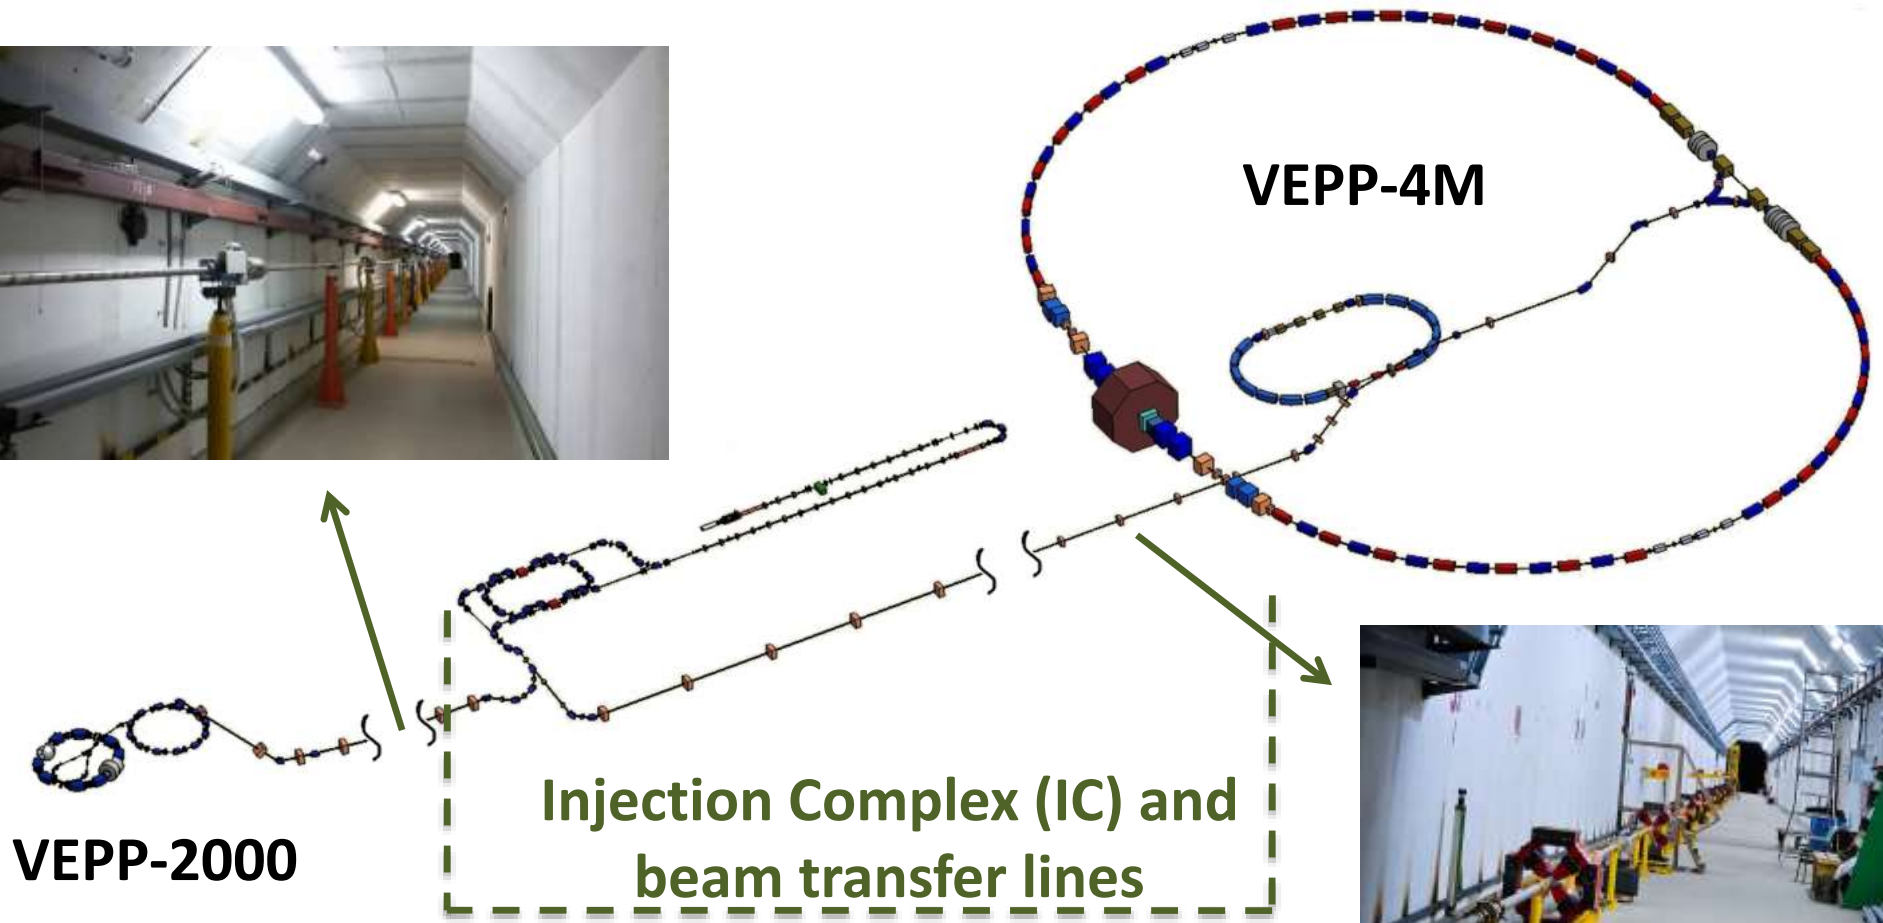 VEPP-4M
Injection Complex (IC) and
beam transfer lines
VEPP-2000